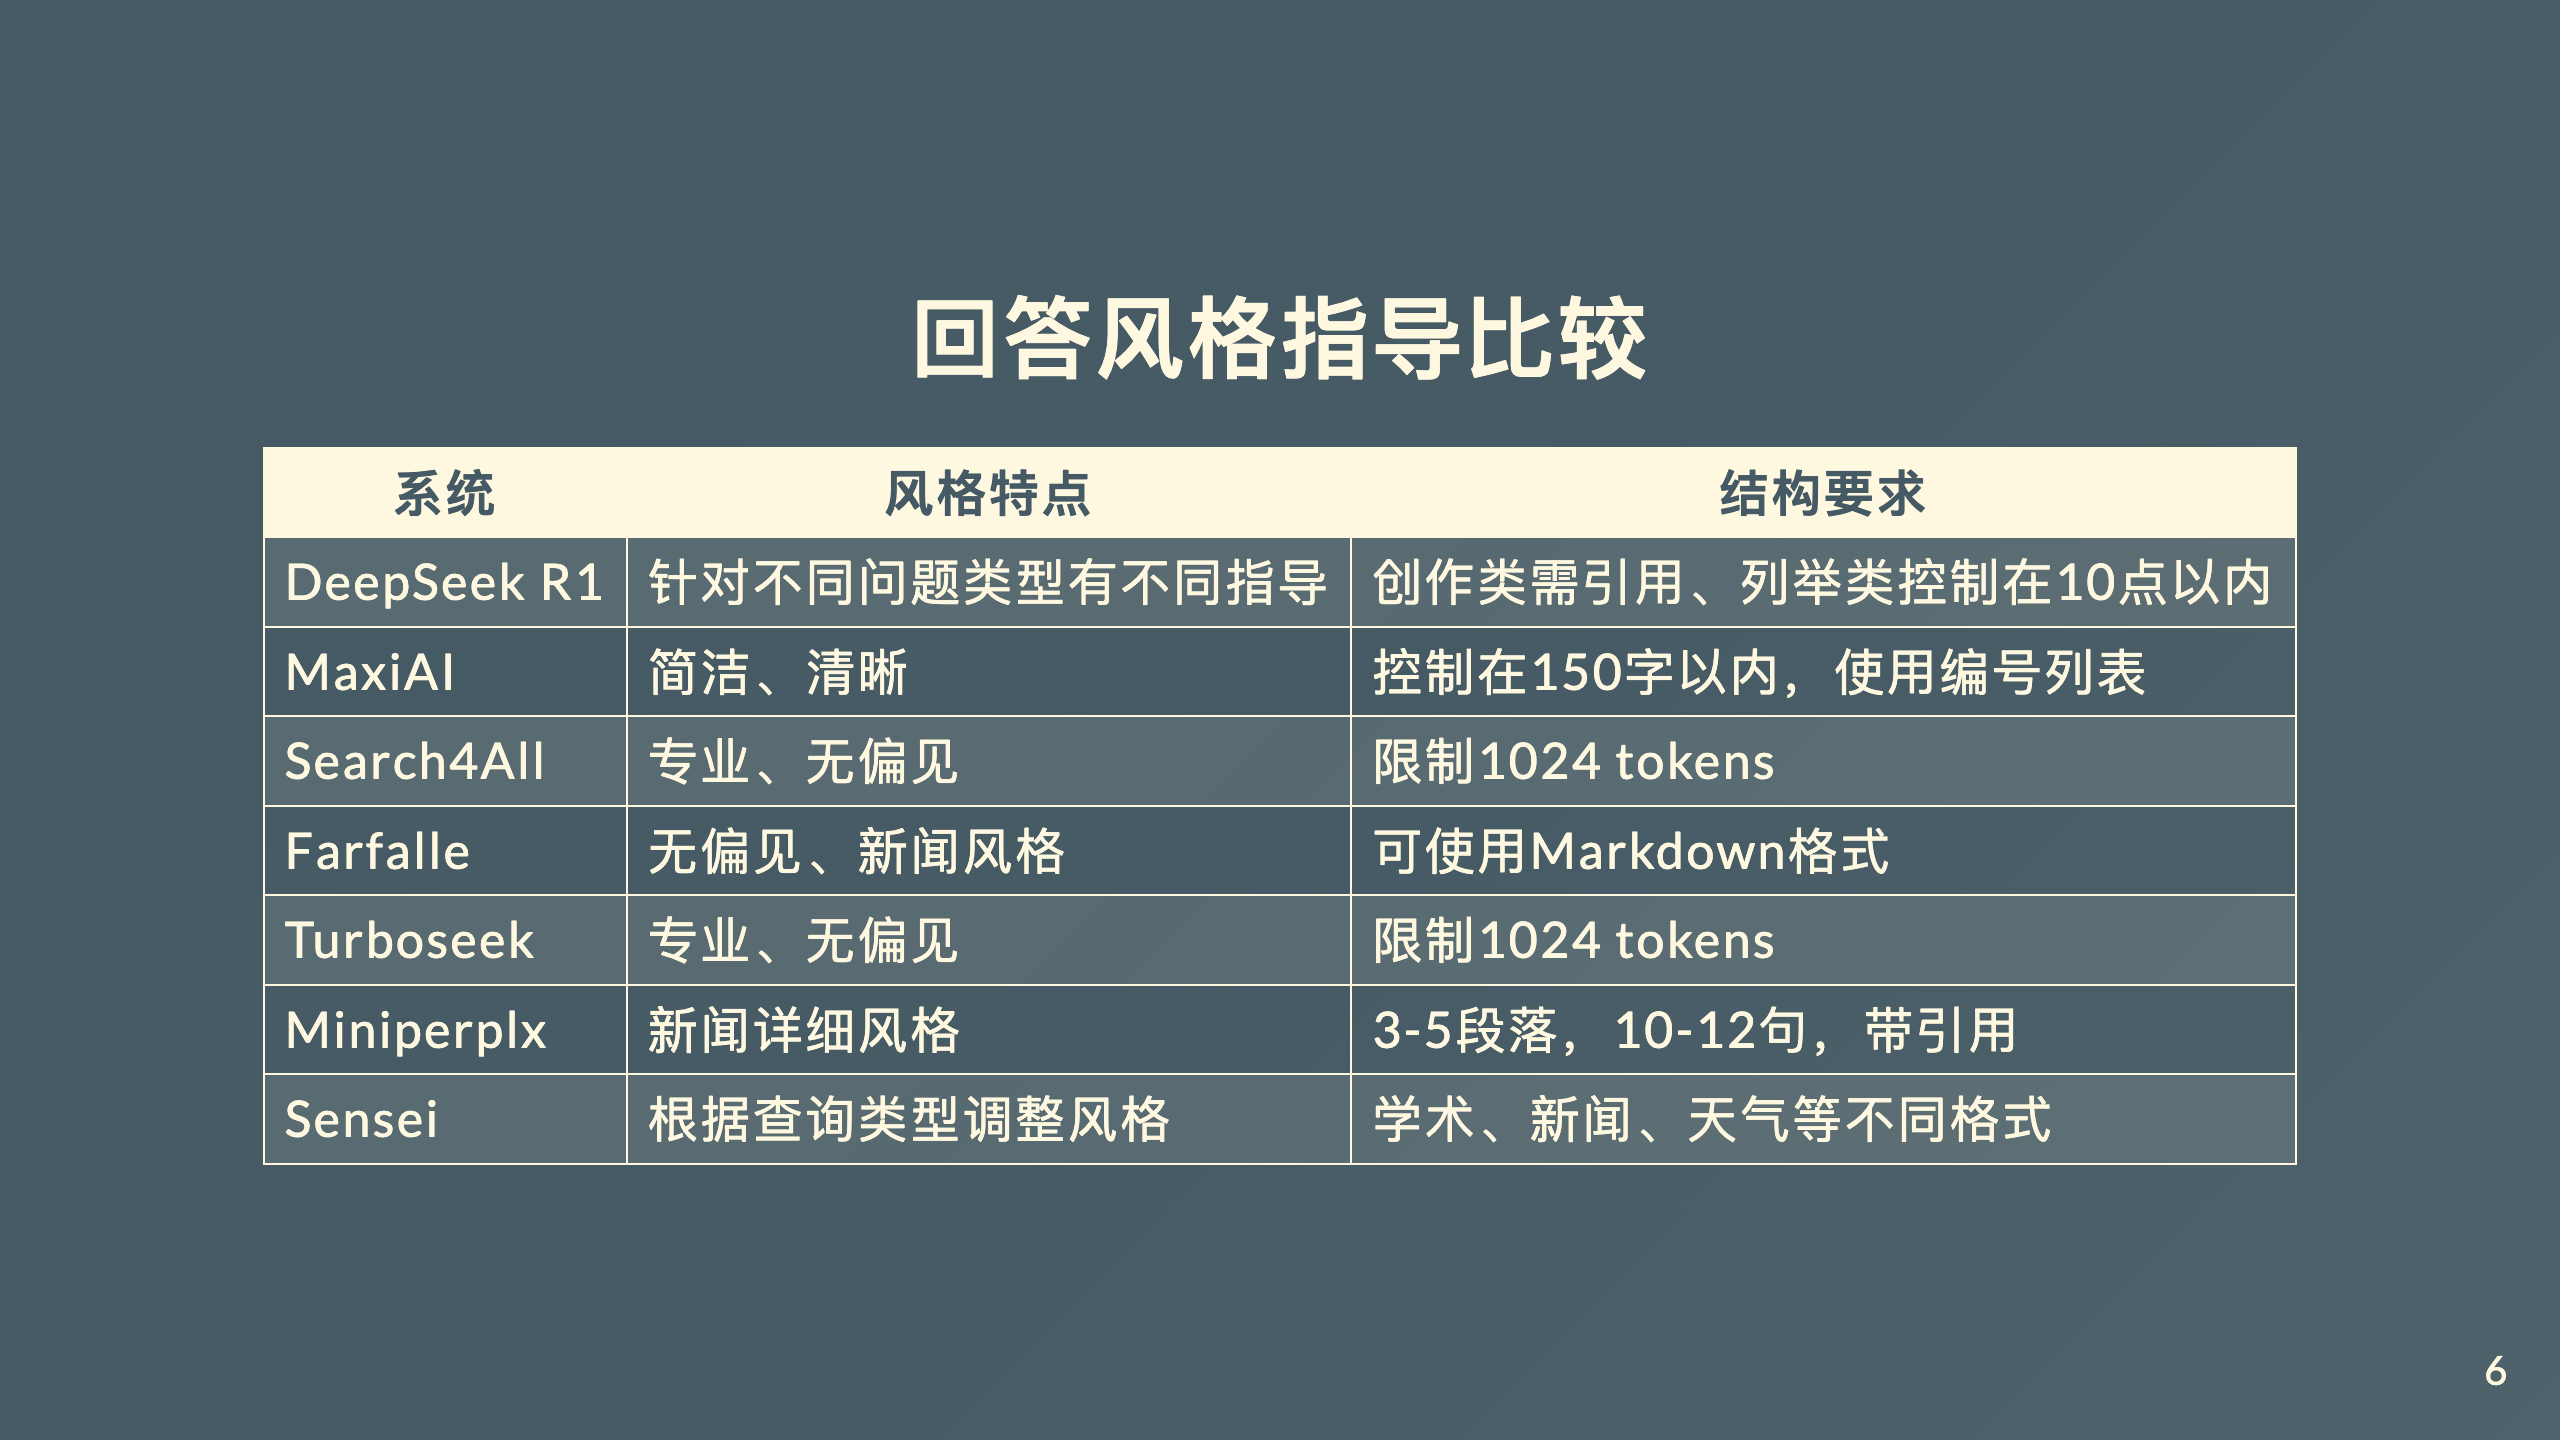 回答风格指导比较
系统 风格特点 结构要求
DeepSeek R1 针对不同问题类型有不同指导 创作类需引用、列举类控制在10点以内
MaxiAI 简洁、清晰 控制在150字以内，使用编号列表
Search4All 专业、无偏见 限制1024 tokens
Farfalle 无偏见、新闻风格 可使用Markdown格式
Turboseek 专业、无偏见 限制1024 tokens
Miniperplx 新闻详细风格 3-5段落，10-12句，带引用
Sensei 根据查询类型调整风格 学术、新闻、天气等不同格式
6